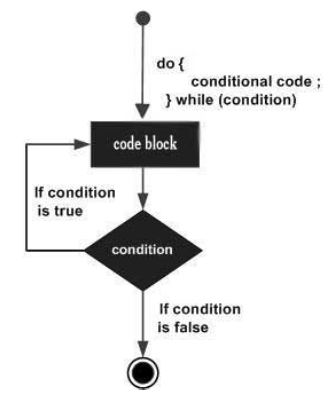 do {
conditional code ;
} while (condition)
code block
If condition
is true
condition
If condition
is false